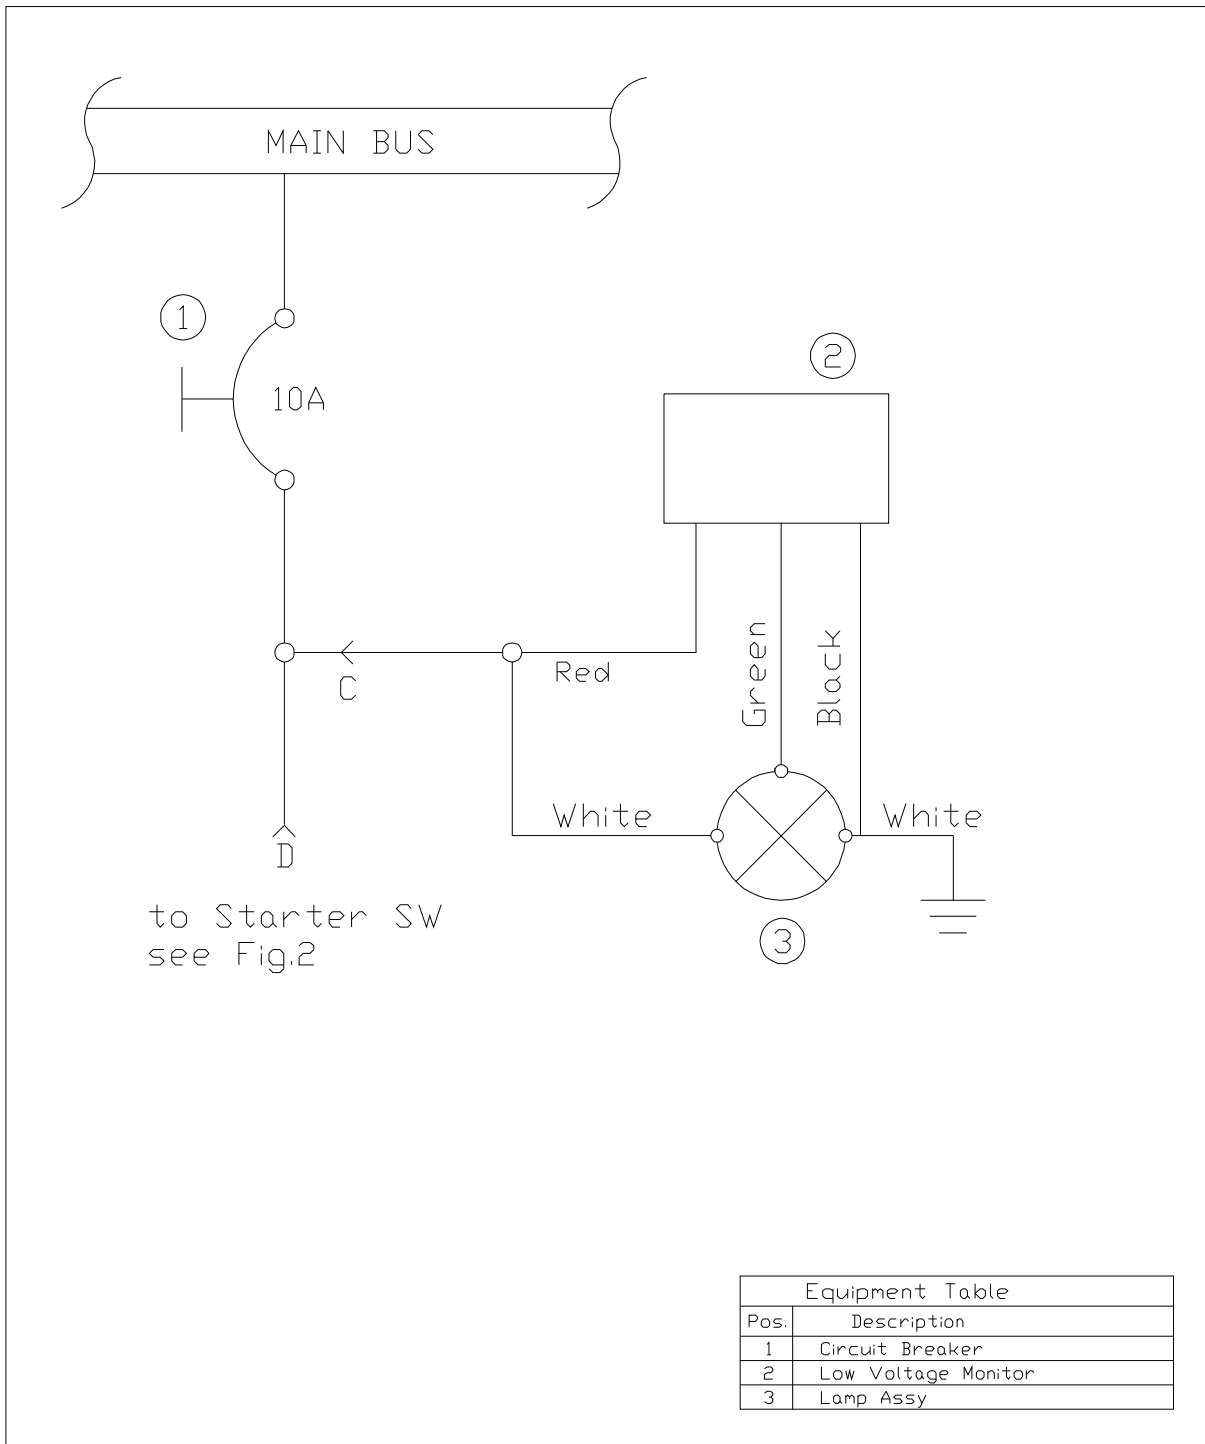 MAIN BUS
1
10A
2
Red
C
Green
Black
White
White
D
to Starter SW
see Fig.2
3
Equipment Table
Pos. Description
1 Circuit Breaker
2 Low Voltage Monitor
3 Lamp Assy